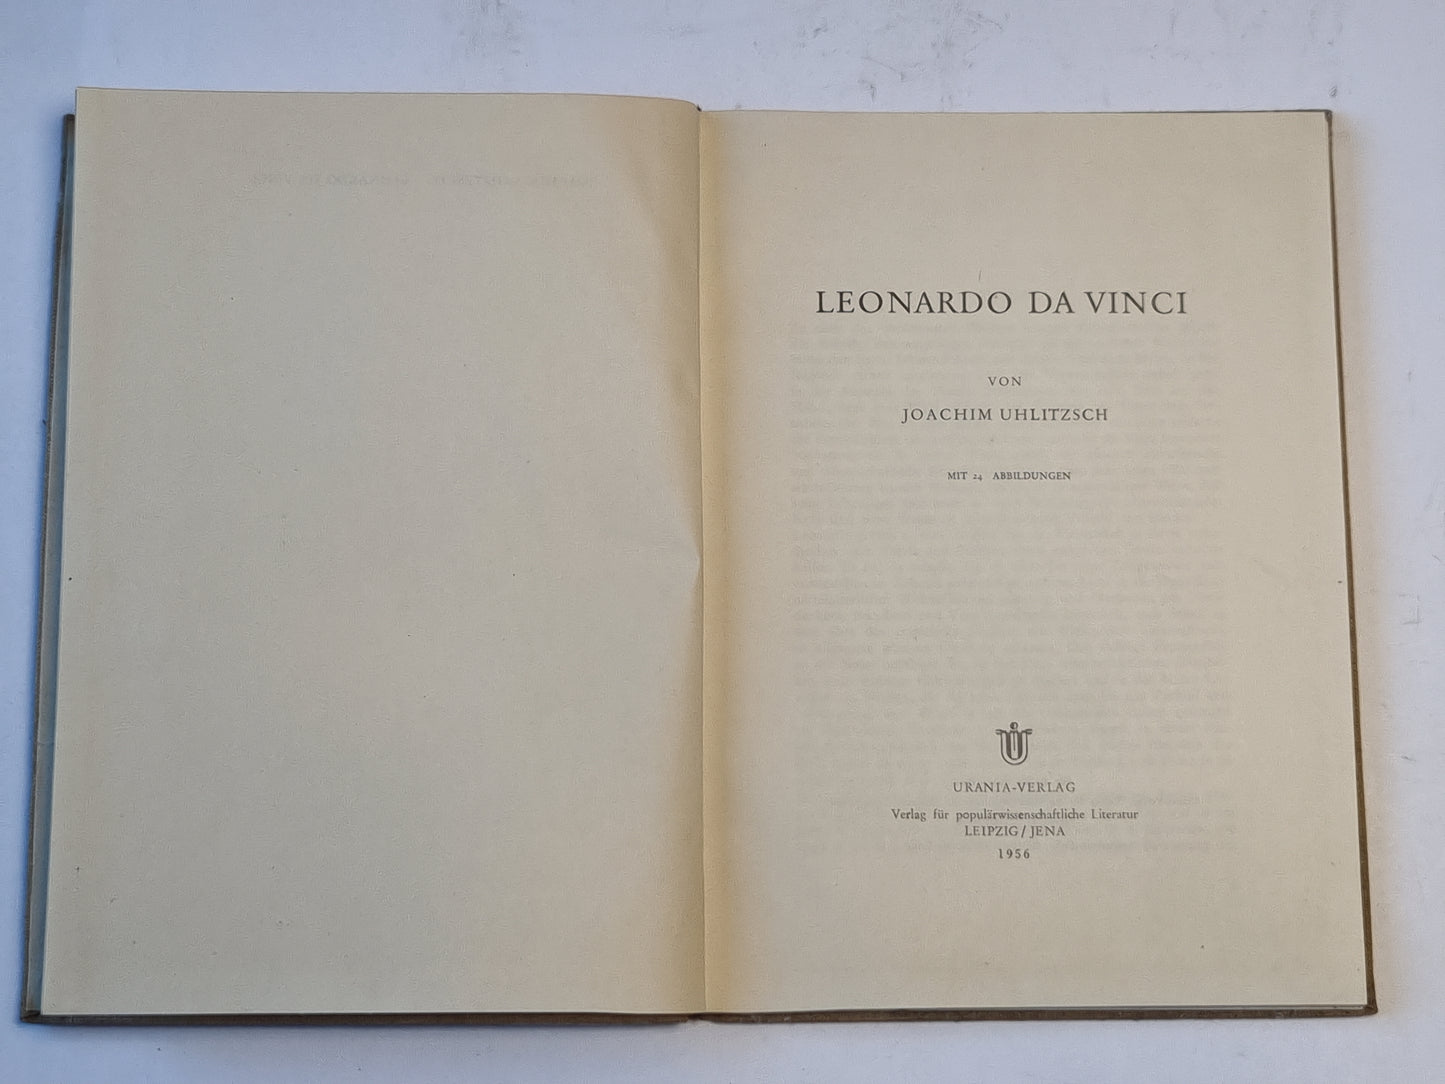 LEONARDO DA VINCI
VON
JOACHIM UHLITZSCH
MIT 24 ABBILDUNGEN
URANIA-VERLAG
Verlag für populärwissenschaftliche Literatur
LEIPZIG / JENA
1956